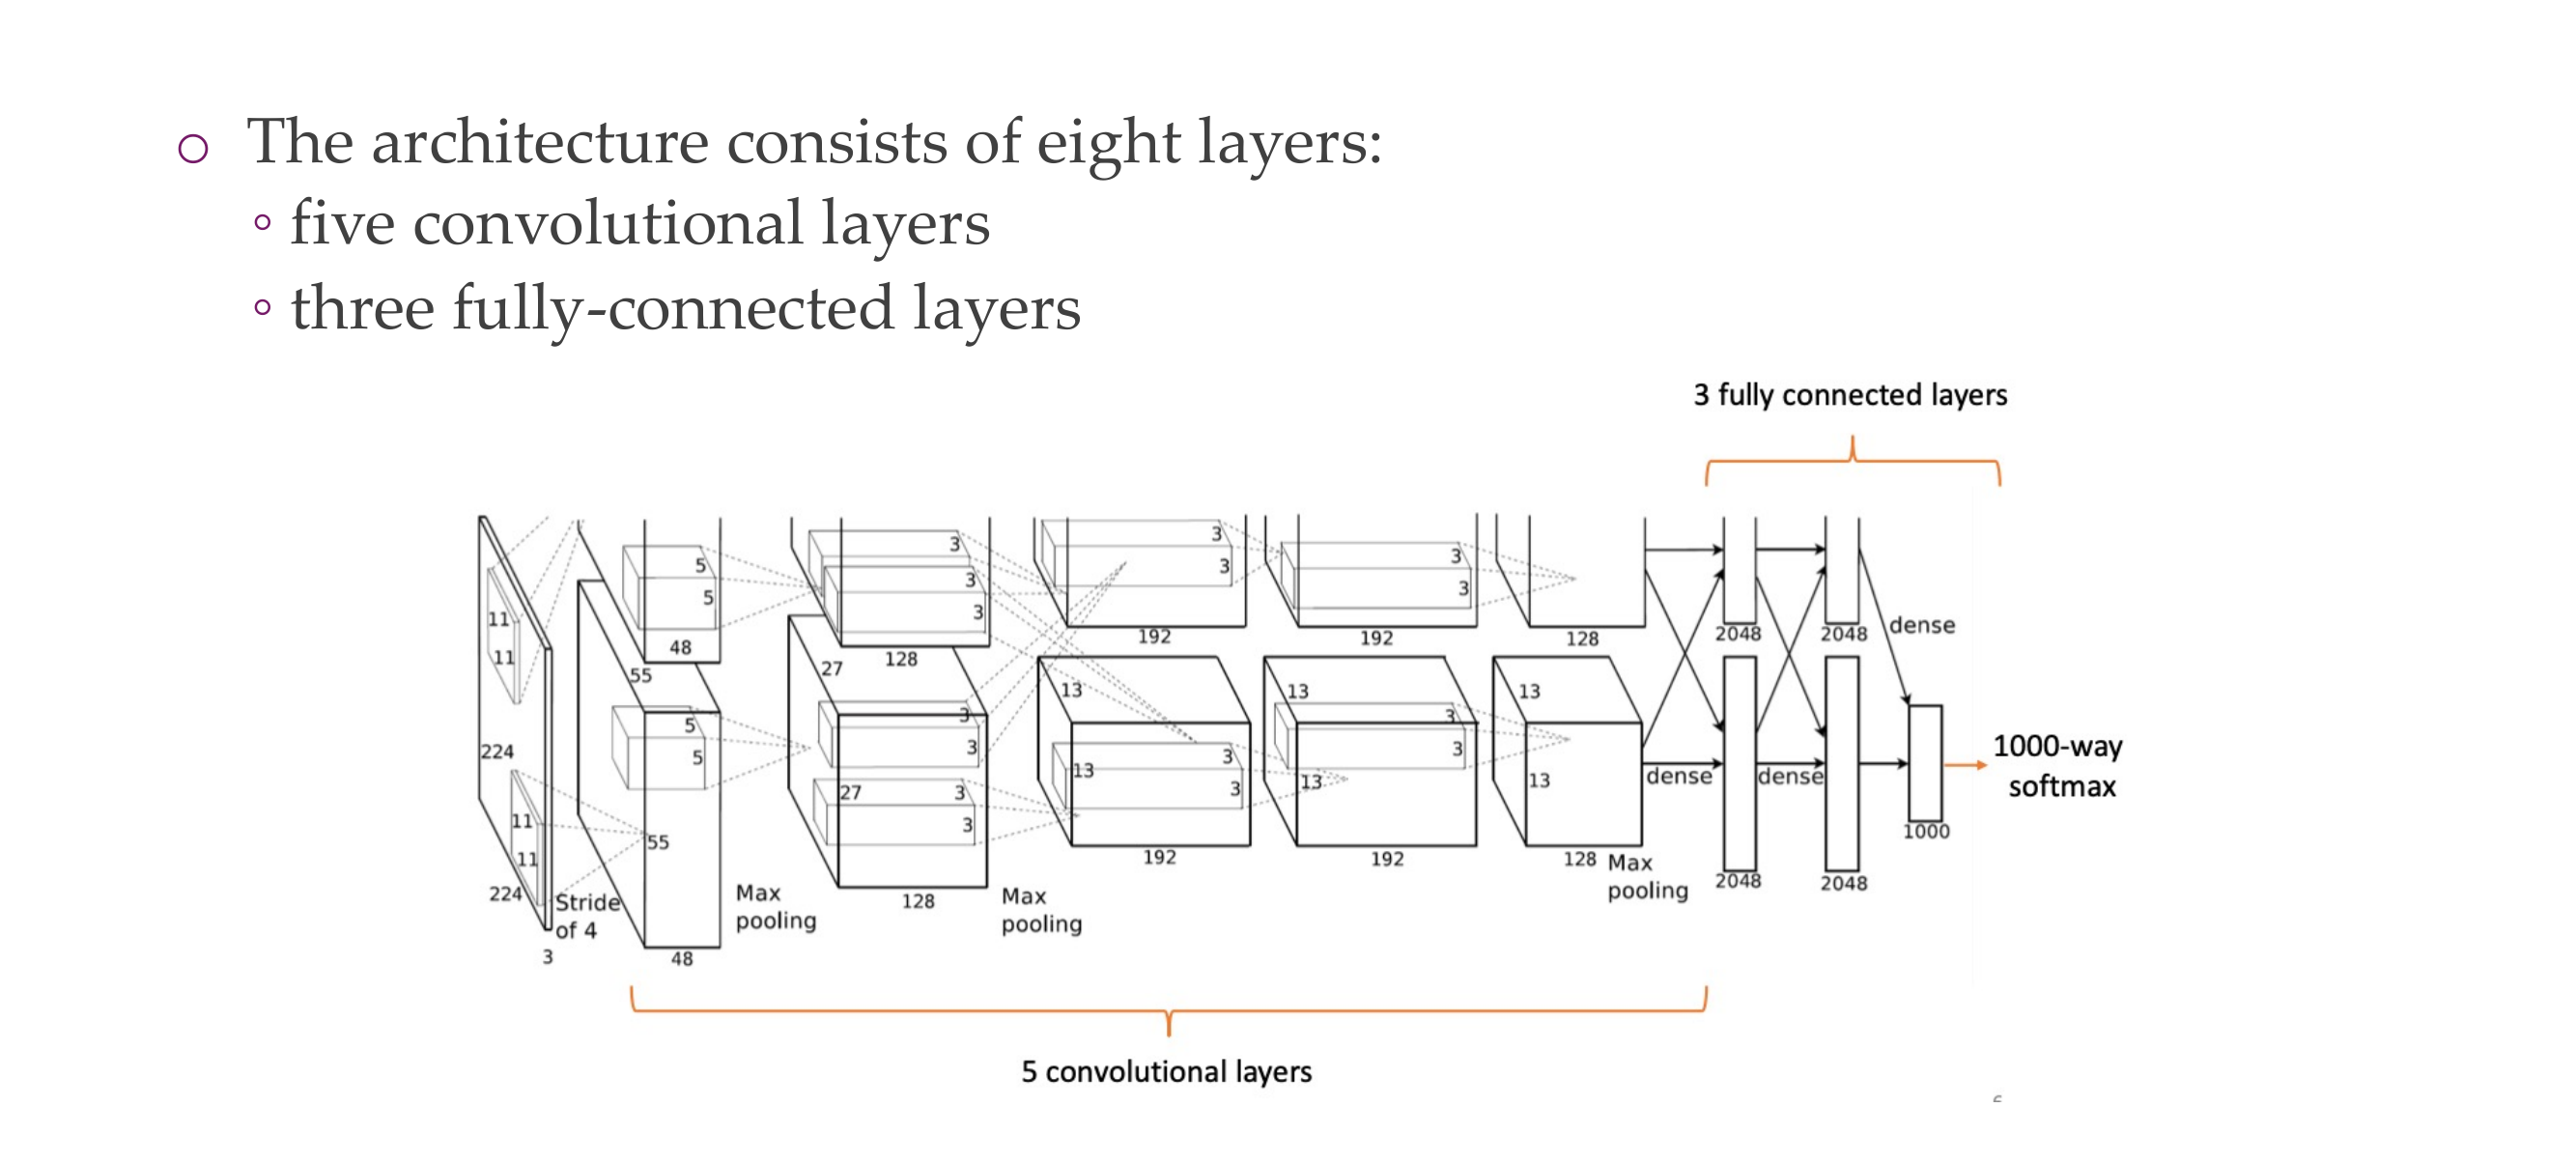 The architecture consists of eight layers:
five convolutional layers
three fully-connected layers
3 fully connected layers
3
3
3
3
3
3
3
3
5
5
11
11
48
55
27
128
192
192
128
2048
2048
dense
13
13
13
3
3
3
3
5
5
224
13
13
13
27
3
3
3
3
dense
dense
1000-way
softmax
11
11
55
1000
224
Stride
of 4
3
48
Max
pooling
128
Max
pooling
192
192
128
Max
pooling
2048
2048
5 convolutional layers